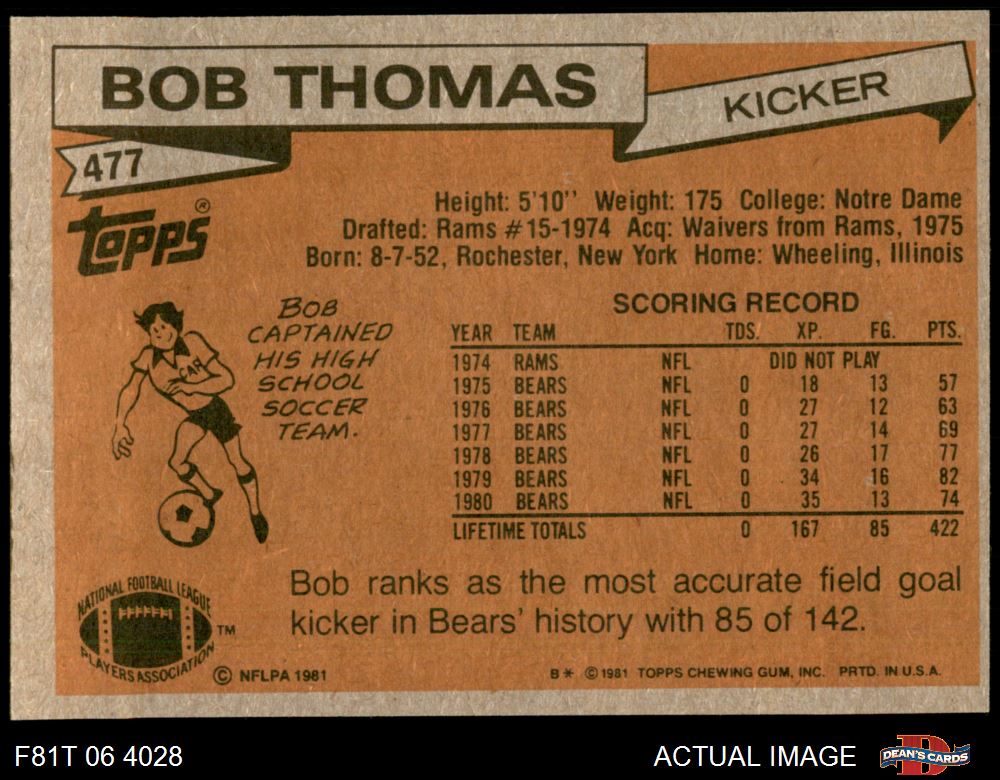 BOB THOMAS
KICKER
477
Topps®
Height: 5'10'' Weight: 175 College: Notre Dame
Drafted: Rams #15-1974 Acq: Waivers from Rams, 1975
Born: 8-7-52, Rochester, New York Home: Wheeling, Illinois
BOB
CAPTAINED
HIS HIGH
SCHOOL
SOCCER
TEAM.
CAP
SCORING RECORD
YEAR TEAM TDS. XP. FG. PTS.
1974 RAMS NFL DID NOT PLAY
1975 BEARS NFL 0 18 13 57
1976 BEARS NFL 0 27 12 63
1977 BEARS NFL 0 27 14 69
1978 BEARS NFL 0 26 17 77
1979 BEARS NFL 0 34 16 82
1980 BEARS NFL 0 35 13 74
LIFETIME TOTALS 0 167 85 422
Bob ranks as the most accurate field goal
kicker in Bears' history with 85 of 142.
NATIONAL FOOTBALL LEAGUE
PLAYERS ASSOCIATION
TM
© NFLPA 1981
B* ©1981 TOPPS CHEWING GUM, INC. PRTD. IN U.S.A.
F81T 06 4028
ACTUAL IMAGE
DEAN'S CARDS